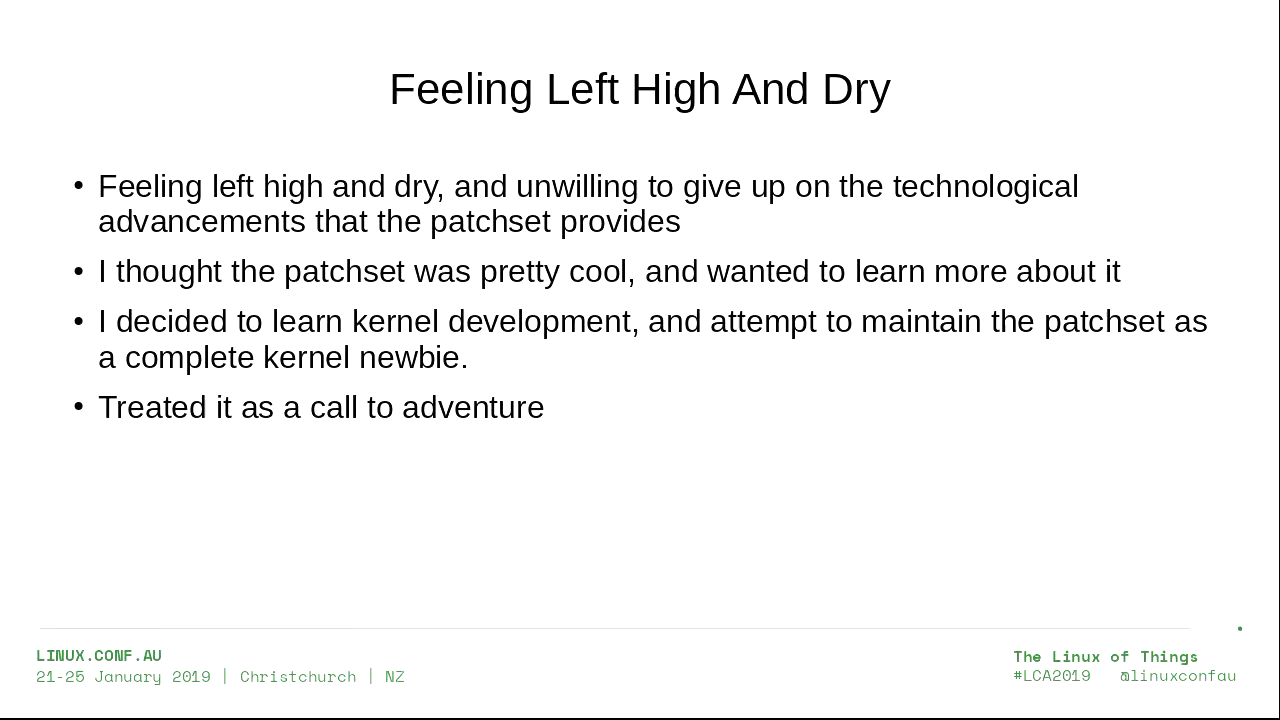 Feeling Left High And Dry
• Feeling left high and dry, and unwilling to give up on the technological
advancements that the patchset provides
• I thought the patchset was pretty cool, and wanted to learn more about it
• I decided to learn kernel development, and attempt to maintain the patchset as
a complete kernel newbie.
• Treated it as a call to adventure
LINUX.CONF.AU
21-25 January 2019 | Christchurch | NZ
The Linux of Things
#LCA2019 @linuxconfau